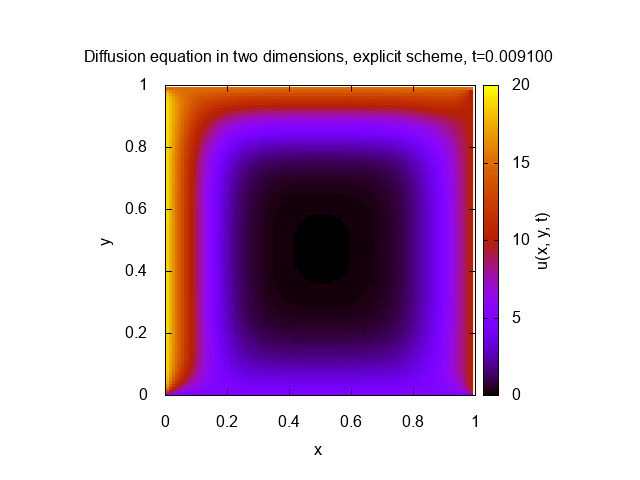 Diffusion equation in two dimensions, explicit scheme, t=0.009100
1
0.8
0.6
0.4
0.2
0
y
0 0.2 0.4 0.6 0.8 1
x
20
15
10
5
0
u(x, y, t)